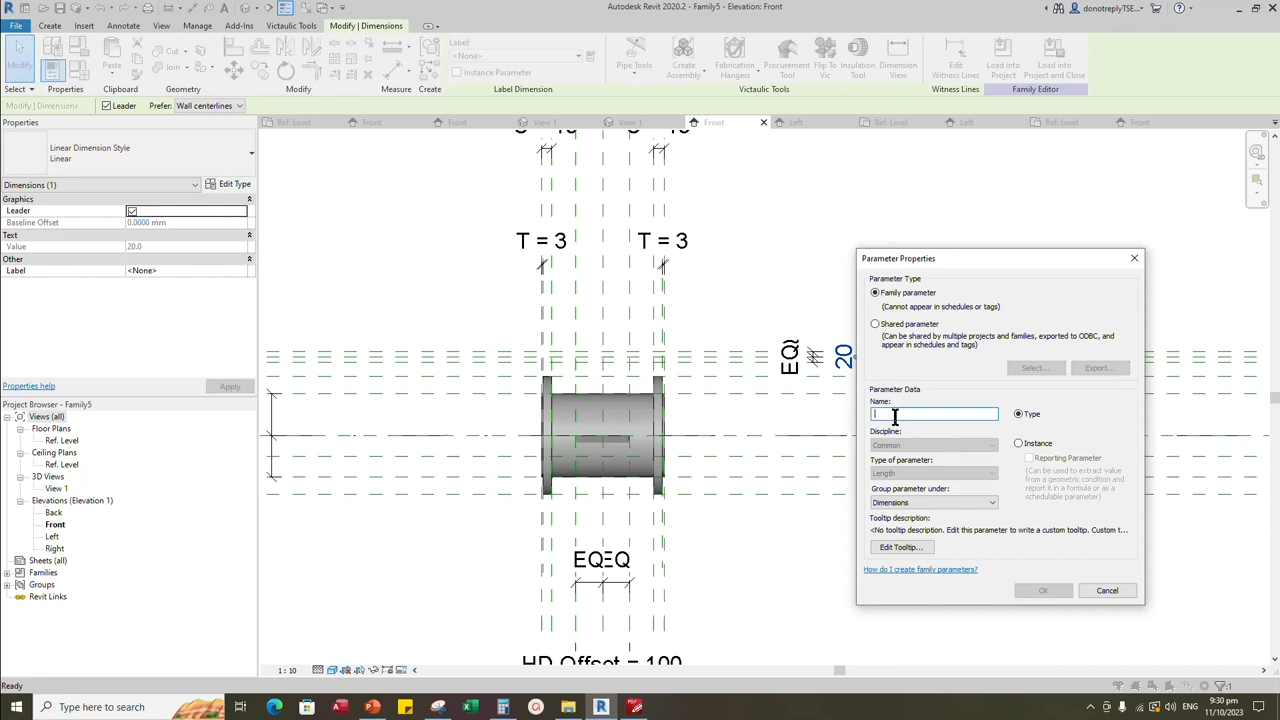 Autodesk Revit 2020.2 - Family5 - Elevation: Front
donotreplyTSE...
File
Create
Insert
Annotate
View
Manage
Add-Ins
Victaulic Tools
Modify | Dimensions
Modify
Paste
Cut
Join
Label:
<None>
Instance Parameter
Pipe Tools
Create
Assembly
Fabrication
Hangers
Procurement
Tool
Flip To
Vic
Insulation
Tool
Dimension
View
Edit
Witness Lines
Load into
Project
Load into
Project and Close
Select
Properties
Clipboard
Geometry
Modify
Measure
Create
Label Dimension
Victaulic Tools
Witness Lines
Family Editor
Modify | Dimensions
Leader
Prefer:
Wall centerlines
Properties
Linear Dimension Style
Linear
Dimensions (1)
Edit Type
Graphics
Leader
Baseline Offset
0.0000 mm
Text
Value
20.0
Other
Label
<None>
Properties help
Apply
Project Browser - Family5
Views (all)
Floor Plans
Ref. Level
Ceiling Plans
Ref. Level
3D Views
View 1
Elevations (Elevation 1)
Back
Front
Left
Right
Sheets (all)
Families
Groups
Revit Links
Ref. Level
Front
Front
View 1
View 1
Front
Left
Ref. Level
Left
Ref. Level
Front
T = 3
T = 3
20
HD Offset = 100
1 : 10
Parameter Properties
Parameter Type
Family parameter
(Cannot appear in schedules or tags)
Shared parameter
(Can be shared by multiple projects and families, exported to ODBC, and
appear in schedules and tags)
Select...
Export...
Parameter Data
Name:
Type
Discipline:
Common
Instance
Type of parameter:
Reporting Parameter
Length
(Can be used to extract value
from a geometric condition and
report it in a formula or as a
schedulable parameter)
Group parameter under:
Dimensions
Tooltip description:
<No tooltip description. Edit this parameter to write a custom tooltip. Custom t...
Edit Tooltip...
How do I create family parameters?
OK
Cancel
Ready
:1
Type here to search
9:30 pm
11/10/2023